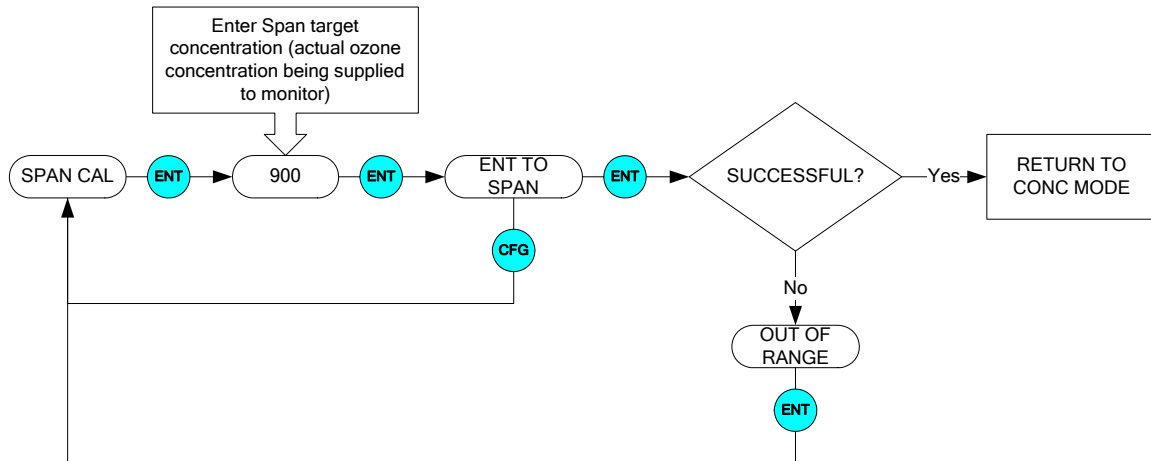 Enter Span target
concentration (actual ozone
concentration being supplied
to monitor)
SPAN CAL
ENT
900
ENT
ENT TO
SPAN
ENT
SUCCESSFUL?
Yes
RETURN TO
CONC MODE
CFG
No
OUT OF
RANGE
ENT